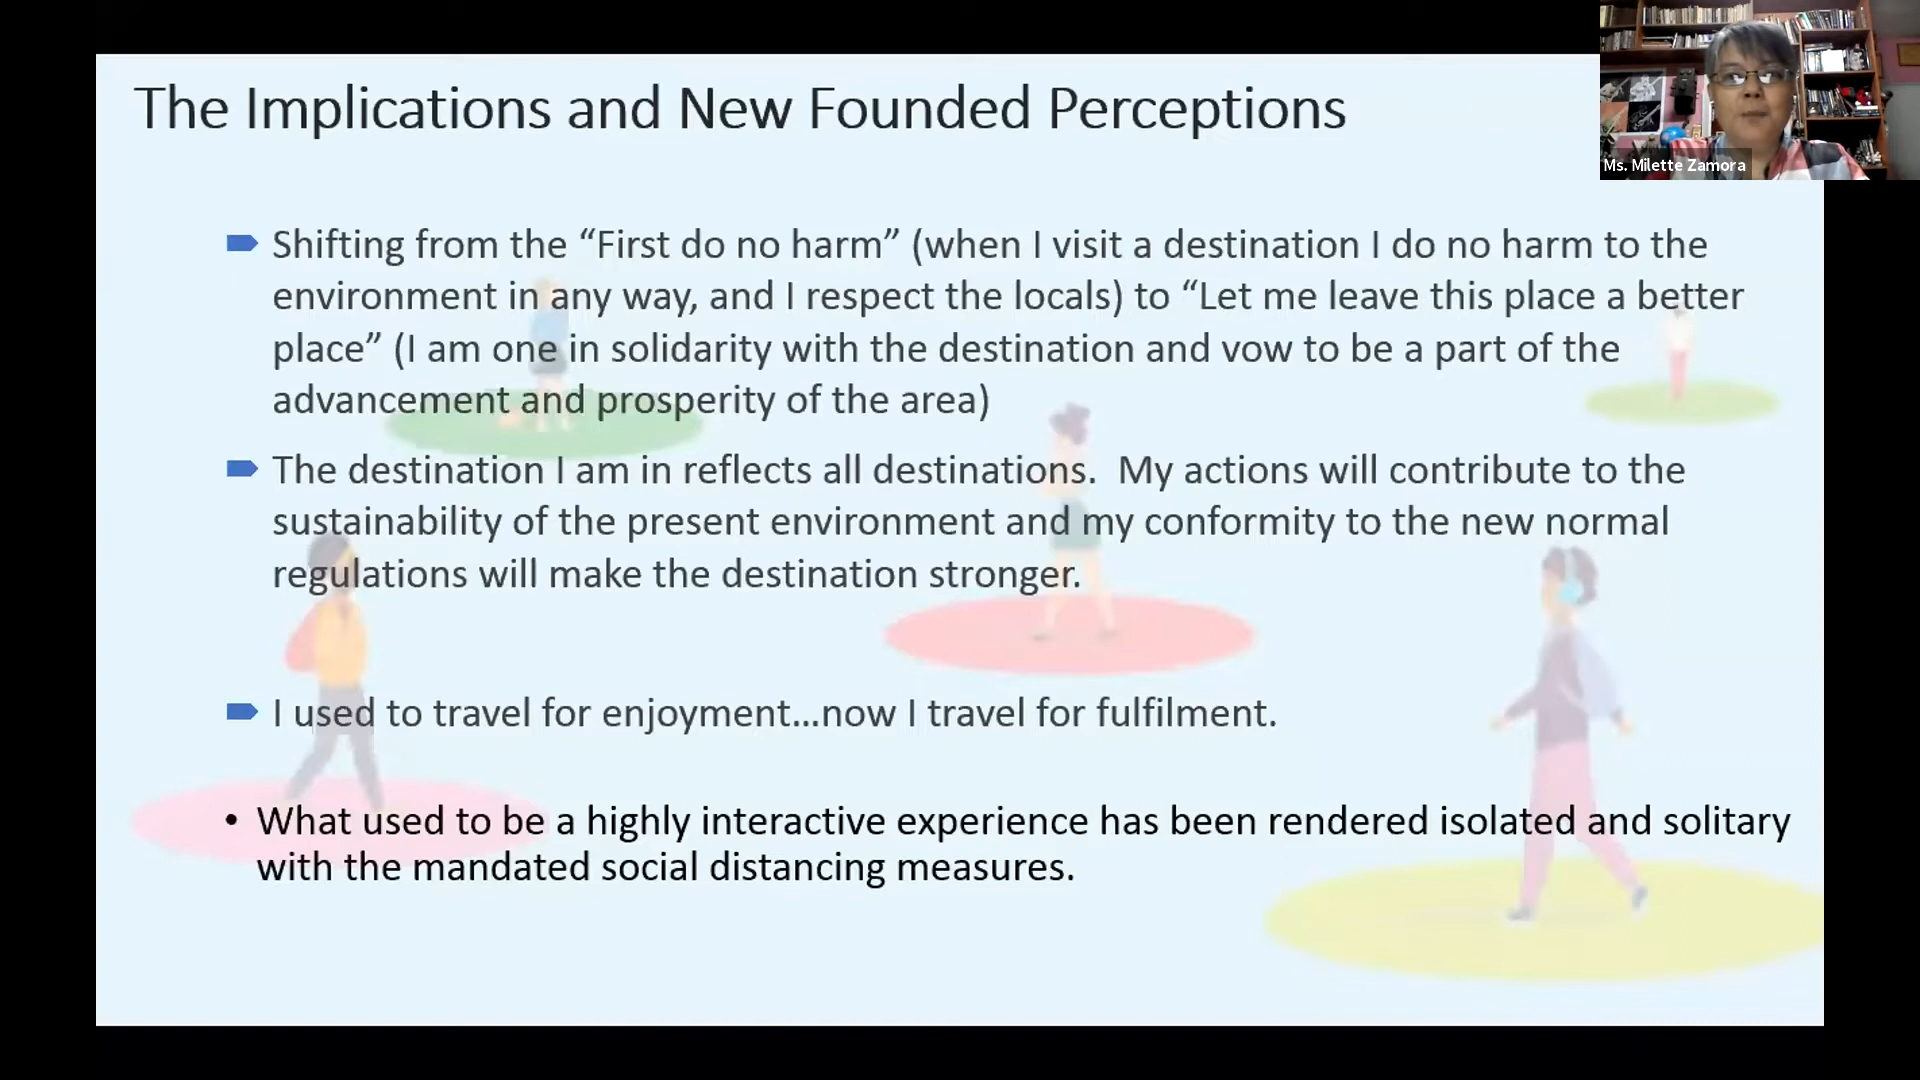 The Implications and New Founded Perceptions
Ms. Milette Zamora
Shifting from the “First do no harm” (when I visit a destination I do no harm to the
environment in any way, and I respect the locals) to “Let me leave this place a better
place” (I am one in solidarity with the destination and vow to be a part of the
advancement and prosperity of the area)
The destination I am in reflects all destinations.  My actions will contribute to the
sustainability of the present environment and my conformity to the new normal
regulations will make the destination stronger.
I used to travel for enjoyment…now I travel for fulfilment.
• What used to be a highly interactive experience has been rendered isolated and solitary
with the mandated social distancing measures.